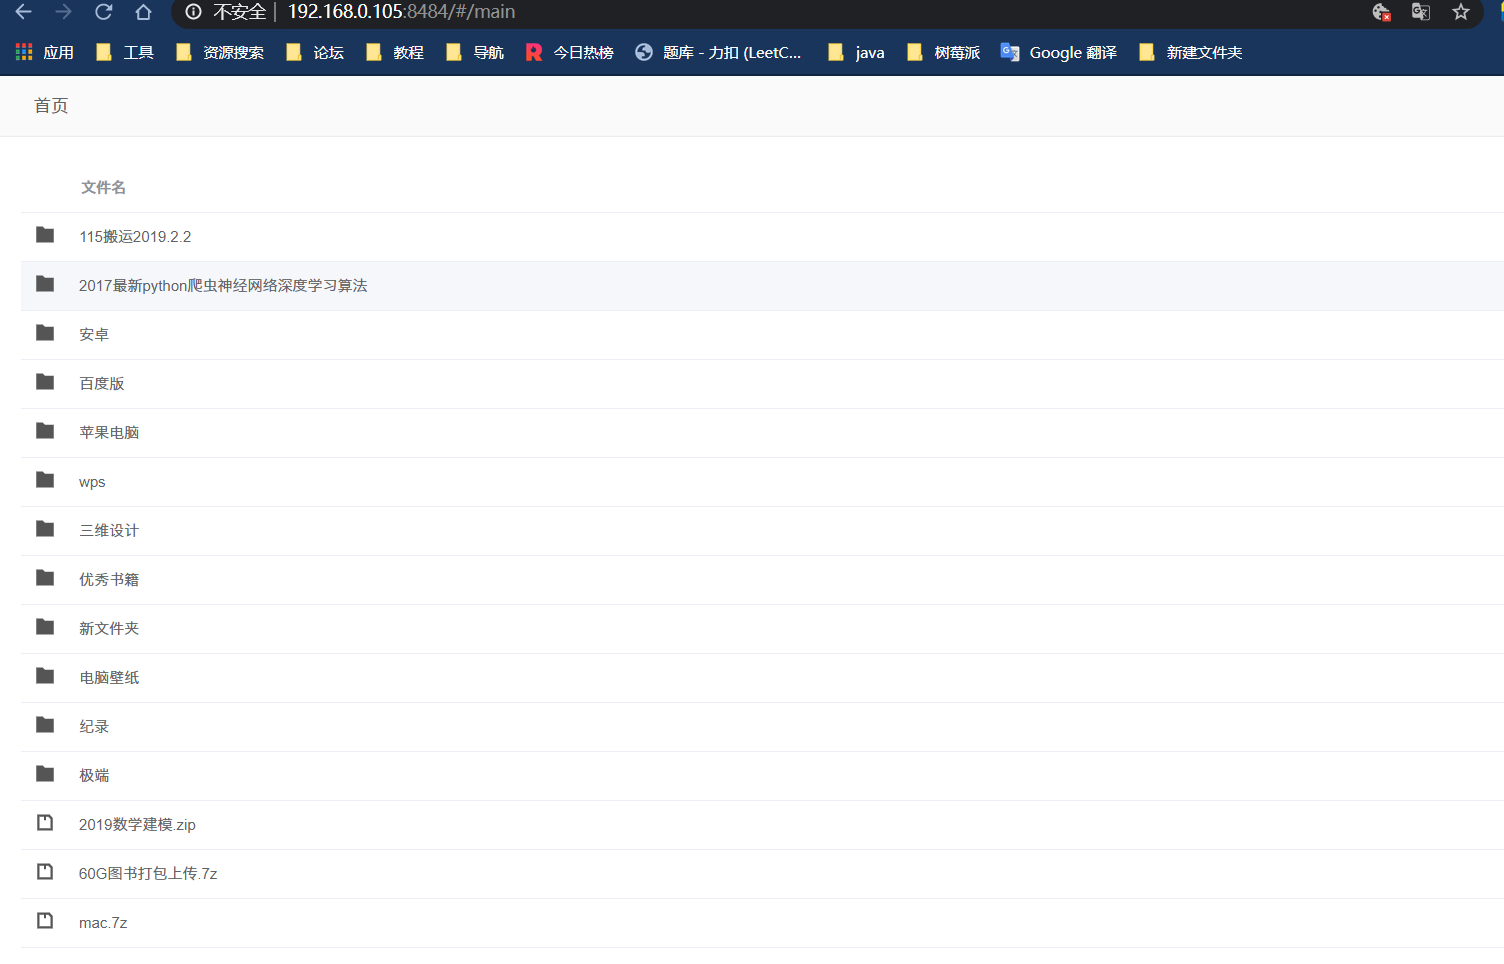 不安全 | 192.168.0.105:8484/#/main
应用 工具 资源搜索 论坛 教程 导航 今日热榜 题库 - 力扣 (LeetC... java 树莓派 Google 翻译 新建文件夹
首页
文件名
115搬运2019.2.2
2017最新python爬虫神经网络深度学习算法
安卓
百度版
苹果电脑
wps
三维设计
优秀书籍
新文件夹
电脑壁纸
纪录
极端
2019数学建模.zip
60G图书打包上传.7z
mac.7z